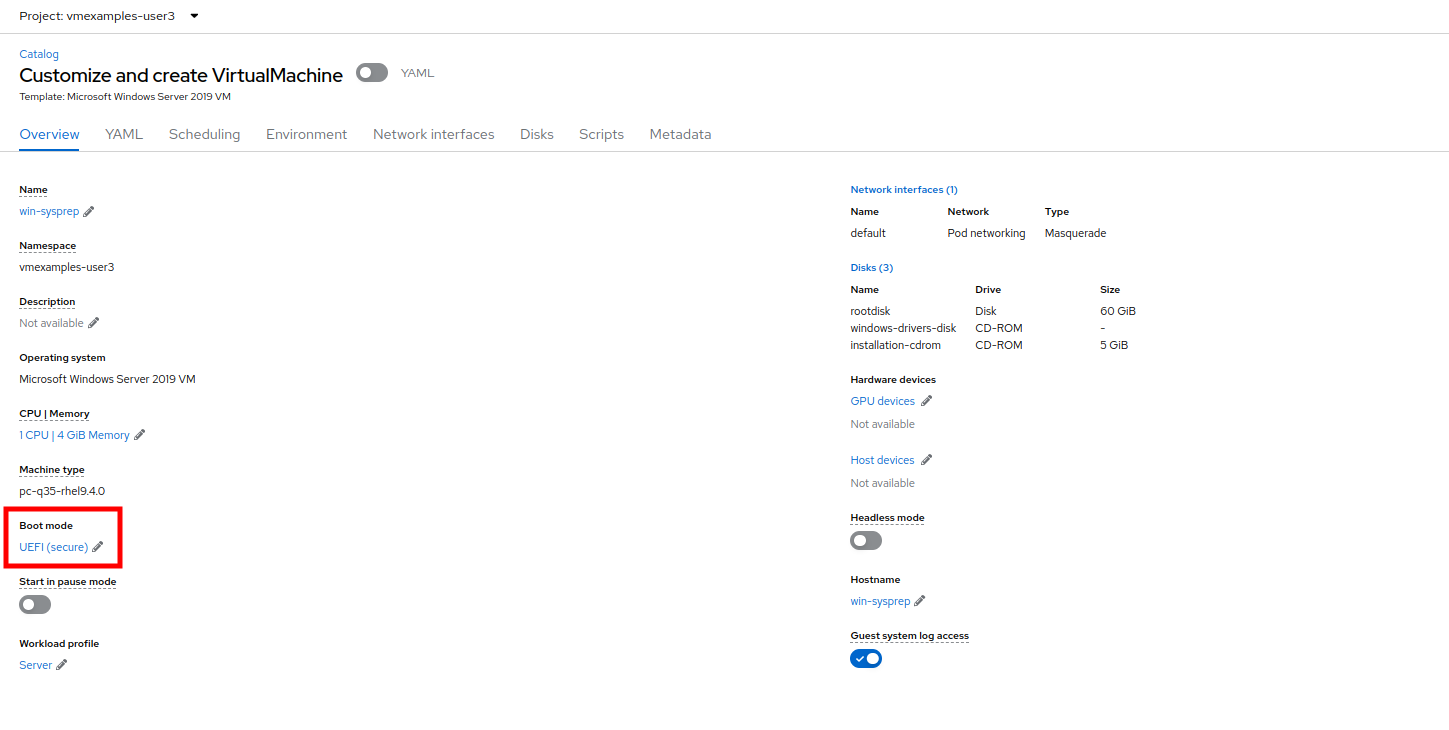 Project: vmexamples-user3
Catalog
Customize and create VirtualMachine YAML
Template: Microsoft Windows Server 2019 VM
Overview YAML Scheduling Environment Network interfaces Disks Scripts Metadata
Name
win-sysprep
Namespace
vmexamples-user3
Description
Not available
Operating system
Microsoft Windows Server 2019 VM
CPU | Memory
1 CPU | 4 GiB Memory
Machine type
pc-q35-rhel9.4.0
Boot mode
UEFI (secure)
Start in pause mode
Workload profile
Server
Network interfaces (1)
Name Network Type
default Pod networking Masquerade
Disks (3)
Name Drive Size
rootdisk Disk 60 GiB
windows-drivers-disk CD-ROM -
installation-cdrom CD-ROM 5 GiB
Hardware devices
GPU devices
Not available
Host devices
Not available
Headless mode
Hostname
win-sysprep
Guest system log access